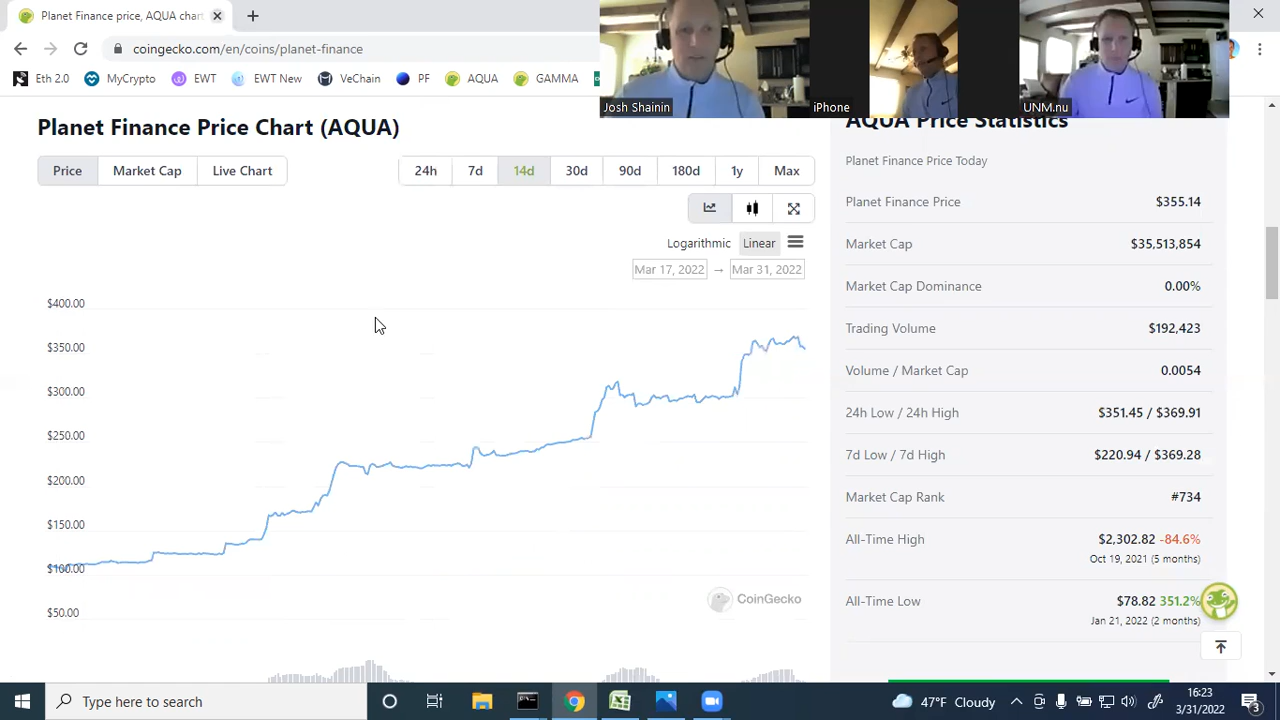 Planet Finance price, AQUA chart
coingecko.com/en/coins/planet-finance
Eth 2.0
MyCrypto
EWT
EWT New
VeChain
PF
AQUA
GAMMA
Josh Shainin
iPhone
UNM.nu
Planet Finance Price Chart (AQUA)
Price
Market Cap
Live Chart
24h
7d
14d
30d
90d
180d
1y
Max
Logarithmic
Linear
Mar 17, 2022 → Mar 31, 2022
$400.00
$350.00
$300.00
$250.00
$200.00
$150.00
$100.00
$50.00
CoinGecko
AQUA Price Statistics
Planet Finance Price Today
Planet Finance Price $355.14
Market Cap $35,513,854
Market Cap Dominance 0.00%
Trading Volume $192,423
Volume / Market Cap 0.0054
24h Low / 24h High $351.45 / $369.91
7d Low / 7d High $220.94 / $369.28
Market Cap Rank #734
All-Time High $2,302.82 -84.6%
Oct 19, 2021 (5 months)
All-Time Low $78.82 351.2%
Jan 21, 2022 (2 months)
Type here to search
47°F Cloudy
16:23
3/31/2022
3